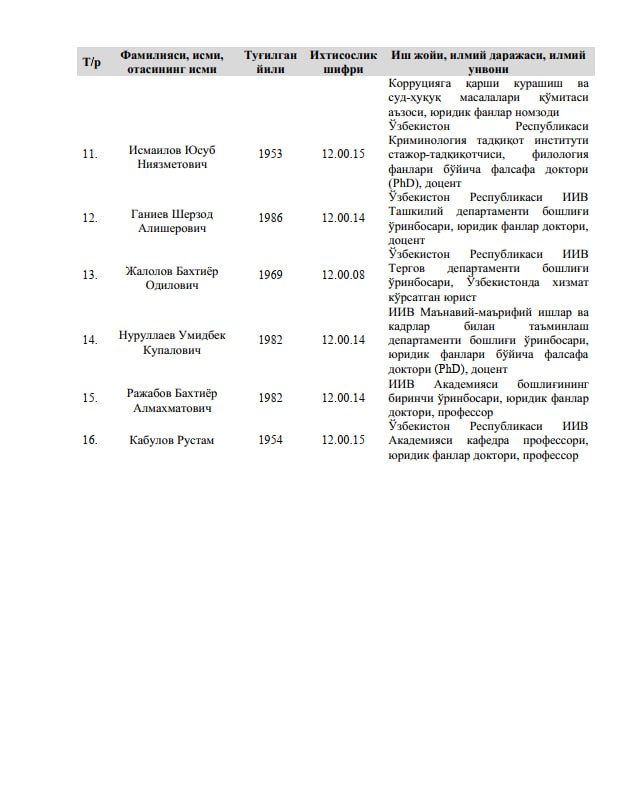 Т/р Фамилияси, исми, отасининг исми Туғилган йили Ихтисослик шифри Иш жойи, илмий даражаси, илмий унвони
Коррупцияга қарши курашиш ва
суд-ҳуқуқ масалалари қўмитаси
аъзоси, юридик фанлар номзоди
11. Исмаилов Юсуб Ниязметович 1953 12.00.15 Ўзбекистон Республикаси
Криминология тадқиқот институти
стажор-тадқиқотчиси, филология
фанлари бўйича фалсафа доктори
(PhD), доцент
12. Ганиев Шерзод Алишерович 1986 12.00.14 Ўзбекистон Республикаси ИИВ
Ташкилий департаменти бошлиғи
ўринбосари, юридик фанлар доктори,
доцент
13. Жалолов Бахтиёр Одилович 1969 12.00.08 Ўзбекистон Республикаси ИИВ
Тергов департаменти бошлиғи
ўринбосари, Ўзбекистонда хизмат
кўрсатган юрист
14. Нуруллаев Умидбек Купалович 1982 12.00.14 ИИВ Маънавий-маърифий ишлар ва
кадрлар билан таъминлаш
департаменти бошлиғи ўринбосари,
юридик фанлари бўйича фалсафа
доктори (PhD), доцент
15. Ражабов Бахтиёр Алмахматович 1982 12.00.14 ИИВ Академияси бошлиғининг
биринчи ўринбосари, юридик фанлар
доктори, профессор
16. Кабулов Рустам 1954 12.00.15 Ўзбекистон Республикаси ИИВ
Академияси кафедра профессори,
юридик фанлар доктори, профессор